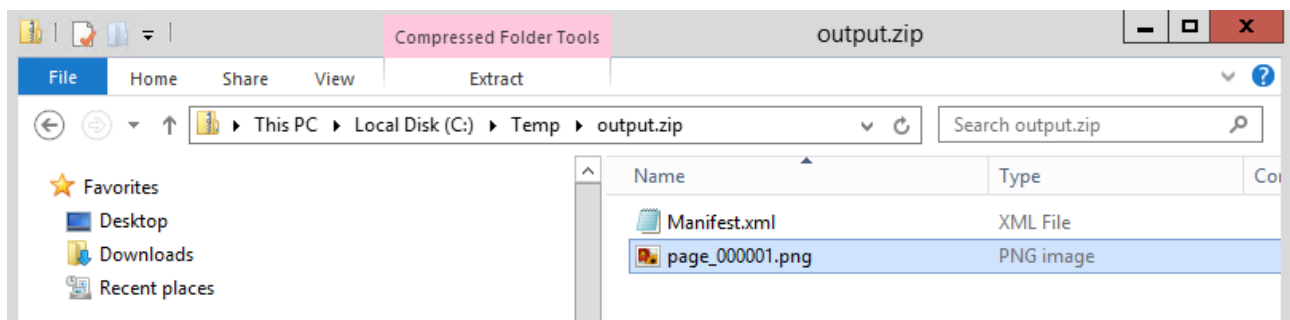 Compressed Folder Tools
output.zip
File Home Share View Extract
This PC Local Disk (C:) Temp output.zip
Search output.zip
Name Type
Favorites
Desktop
Downloads
Recent places
Manifest.xml XML File
page_000001.png PNG image